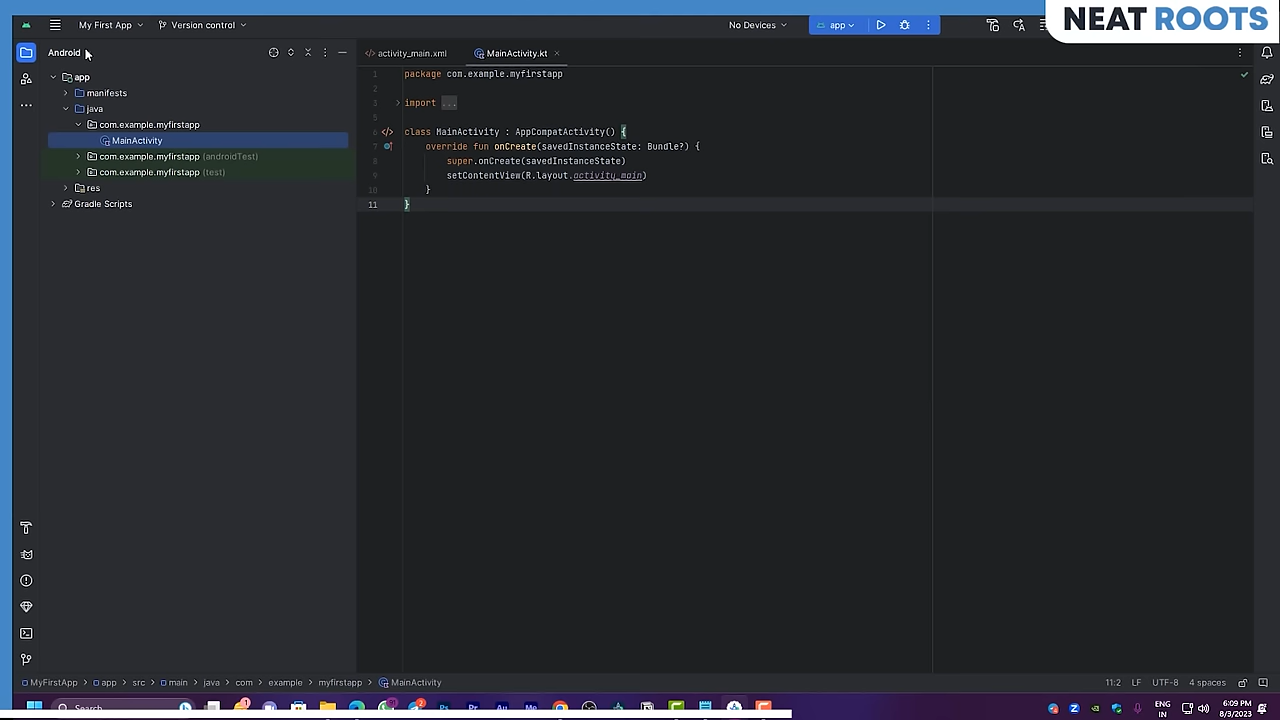 NEAT ROOTS
My First App
Version control
No Devices
app
Android
activity_main.xml
MainActivity.kt
app
manifests
java
com.example.myfirstapp
MainActivity
com.example.myfirstapp (androidTest)
com.example.myfirstapp (test)
res
Gradle Scripts
1 package com.example.myfirstapp
2
3 import ...
5
6 class MainActivity : AppCompatActivity() {
7 override fun onCreate(savedInstanceState: Bundle?) {
8 super.onCreate(savedInstanceState)
9 setContentView(R.layout.activity_main)
10 }
11 }
MyFirstApp > app > src > main > java > com > example > myfirstapp > MainActivity
11:2 LF UTF-8 4 spaces
Search
ENG
IN
6:09 PM
8/3/2023